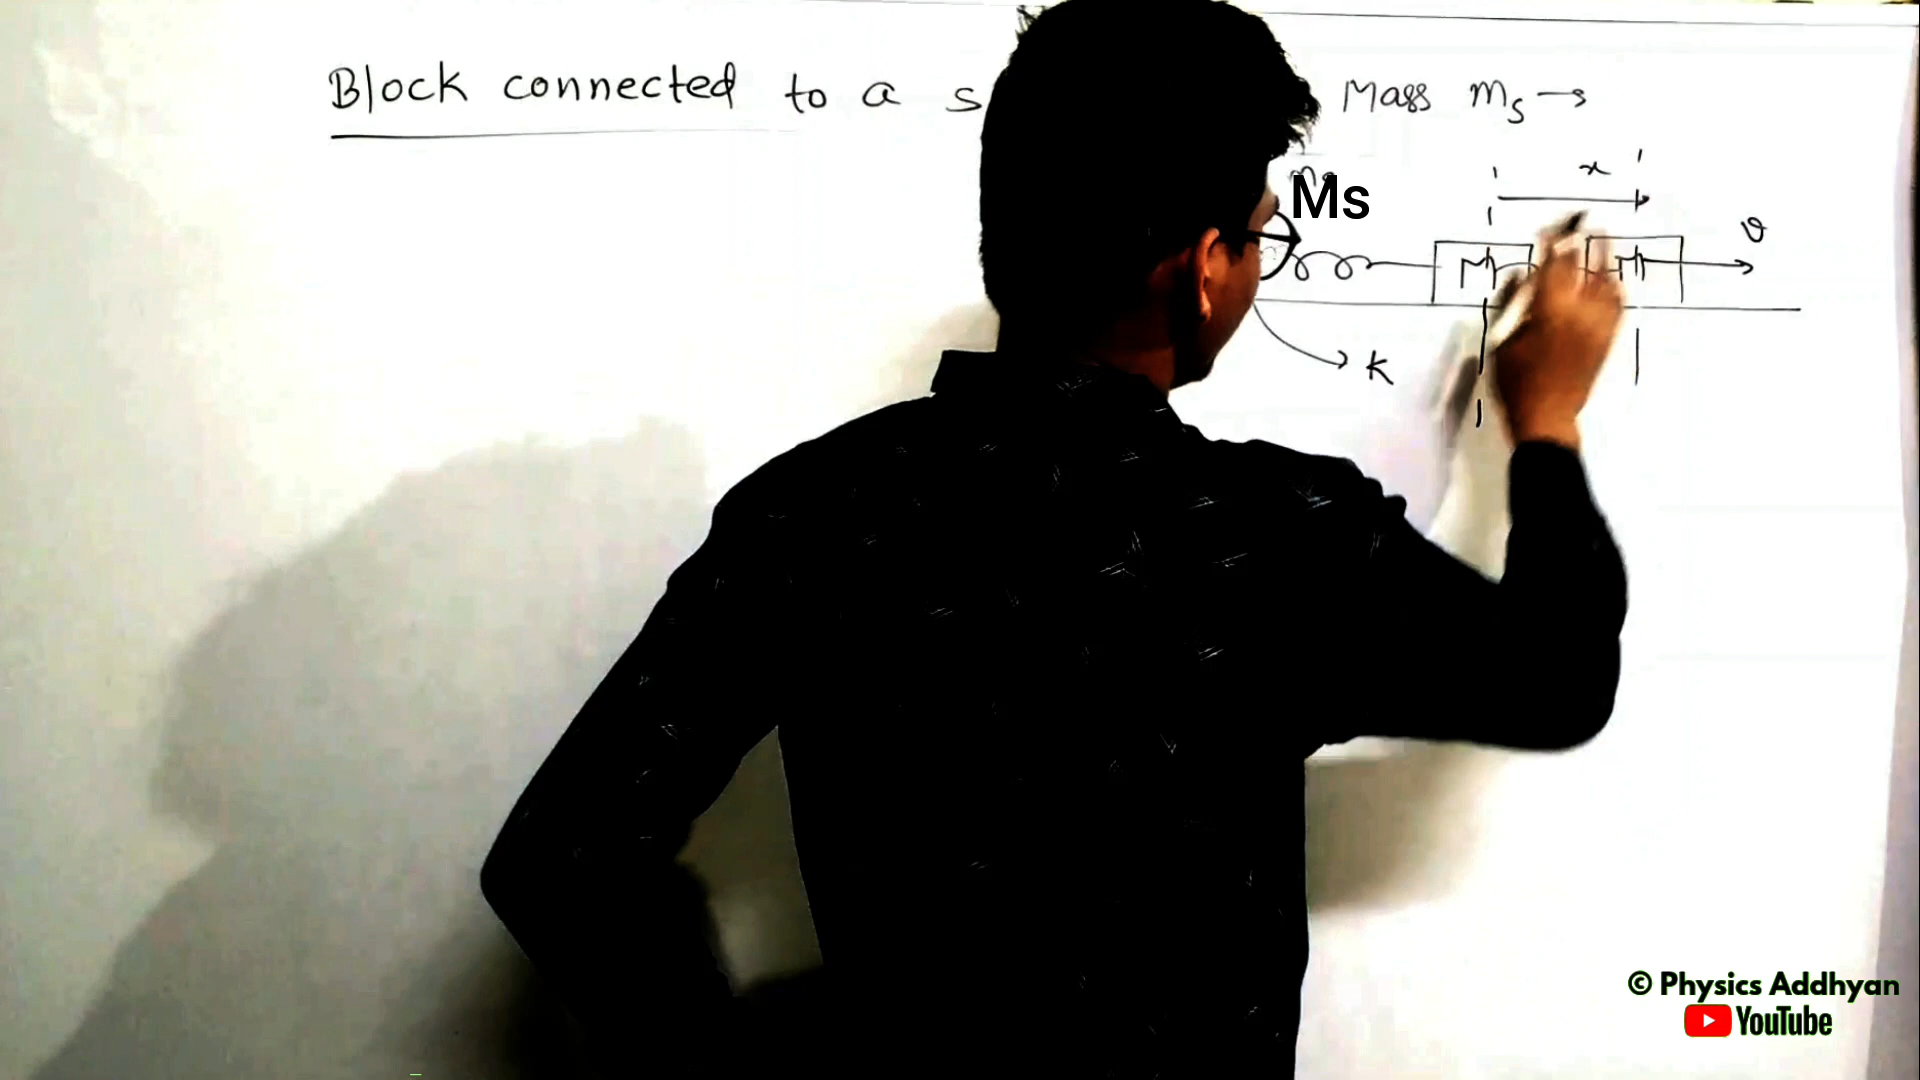 Block connected to a s Mass ms →
x
Ms
v
m m
k
© Physics Addhyan
YouTube